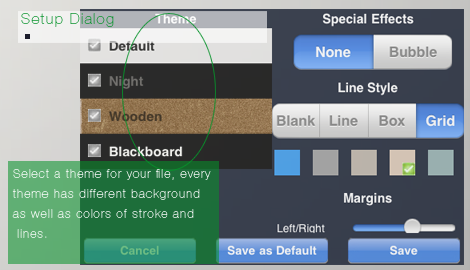 Setup Dialog
Theme
Default
Night
Wooden
Blackboard
Special Effects
None
Bubble
Line Style
Blank
Line
Box
Grid
Margins
Left/Right
Select a theme for your file, every
theme has different background
as well as colors of stroke and
lines.
Cancel
Save as Default
Save